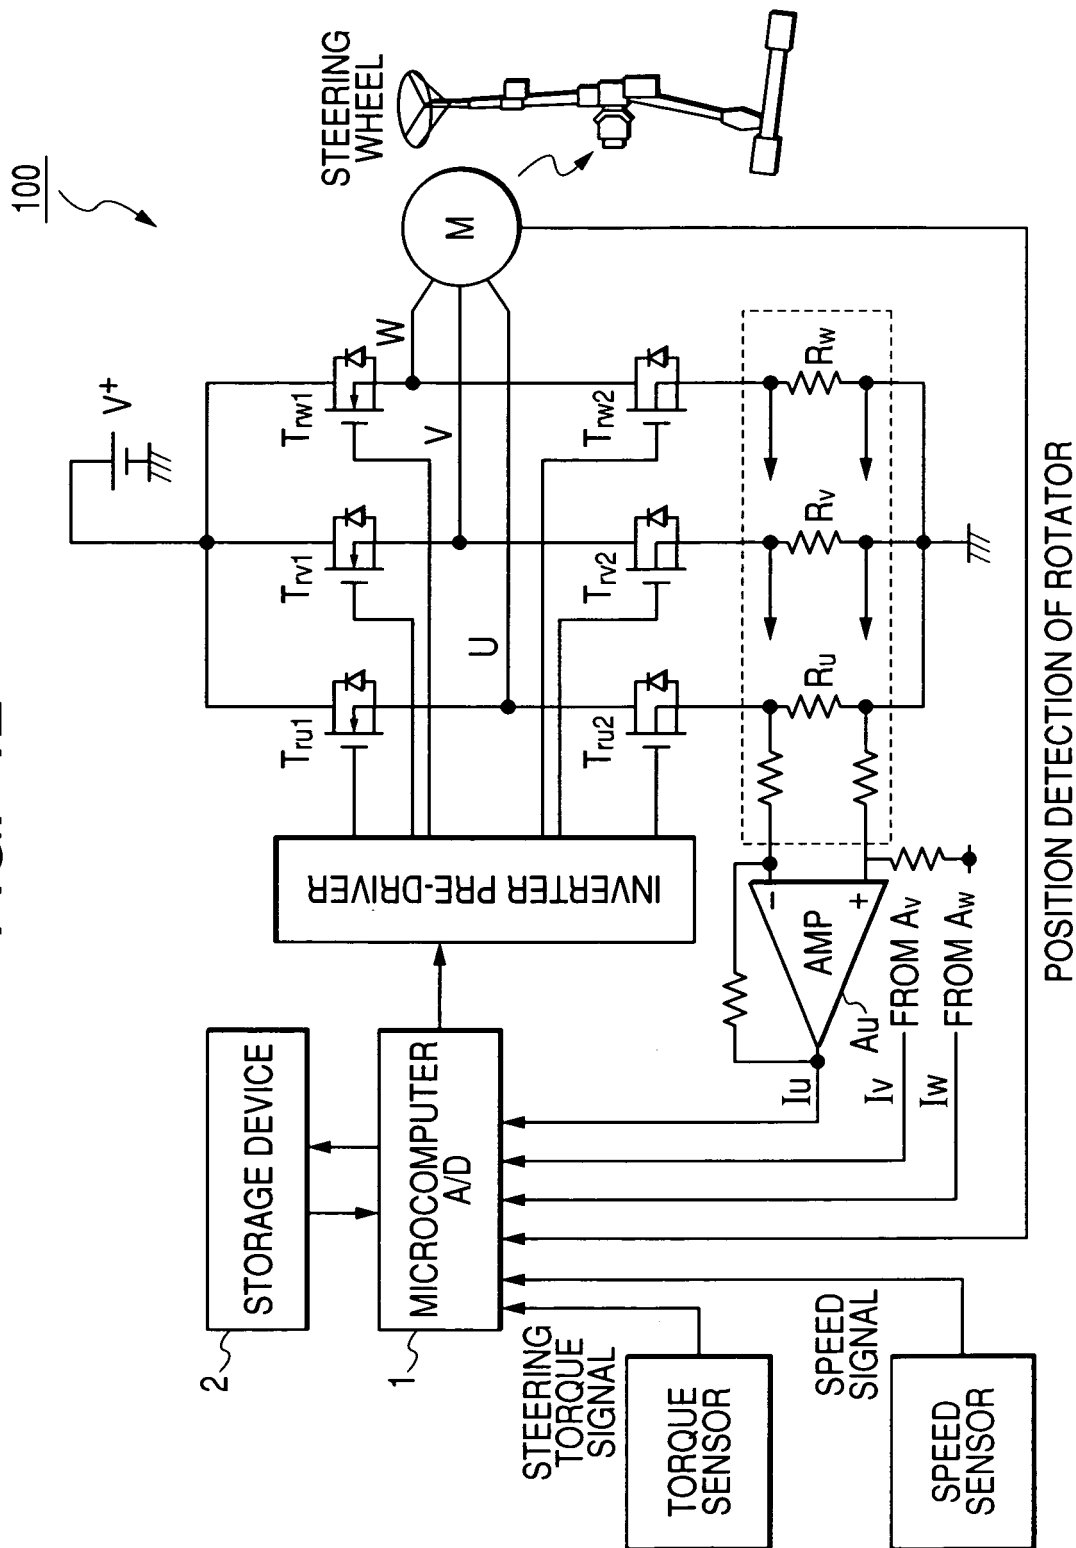 100
STEERING
WHEEL
M
V+
W
V
U
Trw1
Trv1
Tru1
Trw2
Trv2
Tru2
Rw
Rv
Ru
INVERTER PRE-DRIVER
AMP
-
+
Au
FROM Av
FROM Aw
Iu
Iv
Iw
STORAGE DEVICE
2
MICROCOMPUTER
A/D
1
STEERING
TORQUE
SIGNAL
TORQUE
SENSOR
SPEED
SIGNAL
SPEED
SENSOR
POSITION DETECTION OF ROTATOR